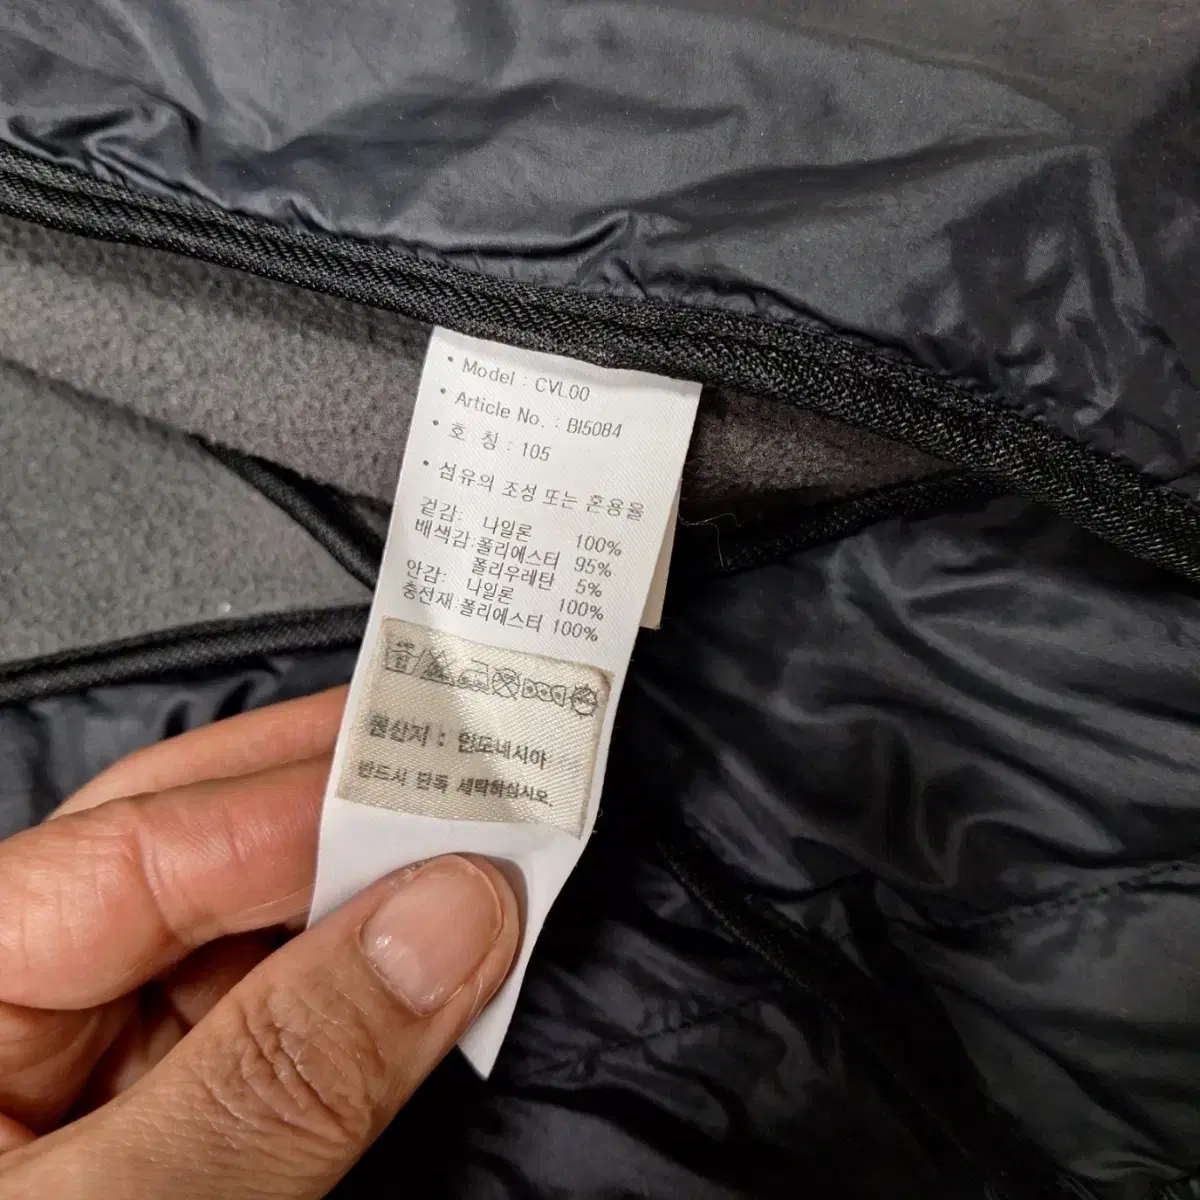 • Model : CVL00
• Article No. : BI5084
• 호 칭 : 105
• 섬유의 조성 또는 혼용율
겉감: 나일론 100%
배색감:폴리에스터 95%
폴리우레탄 5%
안감: 나일론 100%
충전재:폴리에스터 100%
원산지 : 인도네시아
반드시 단독 세탁하십시오.